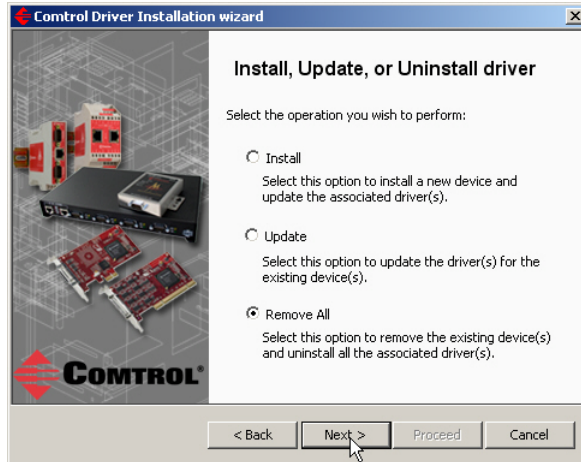 Comtrol Driver Installation wizard
Install, Update, or Uninstall driver
Select the operation you wish to perform:
Install
Select this option to install a new device and
update the associated driver(s).
Update
Select this option to update the driver(s) for the
existing device(s).
Remove All
Select this option to remove the existing device(s)
and uninstall all the associated driver(s).
COMTROL®
< Back
Next >
Proceed
Cancel